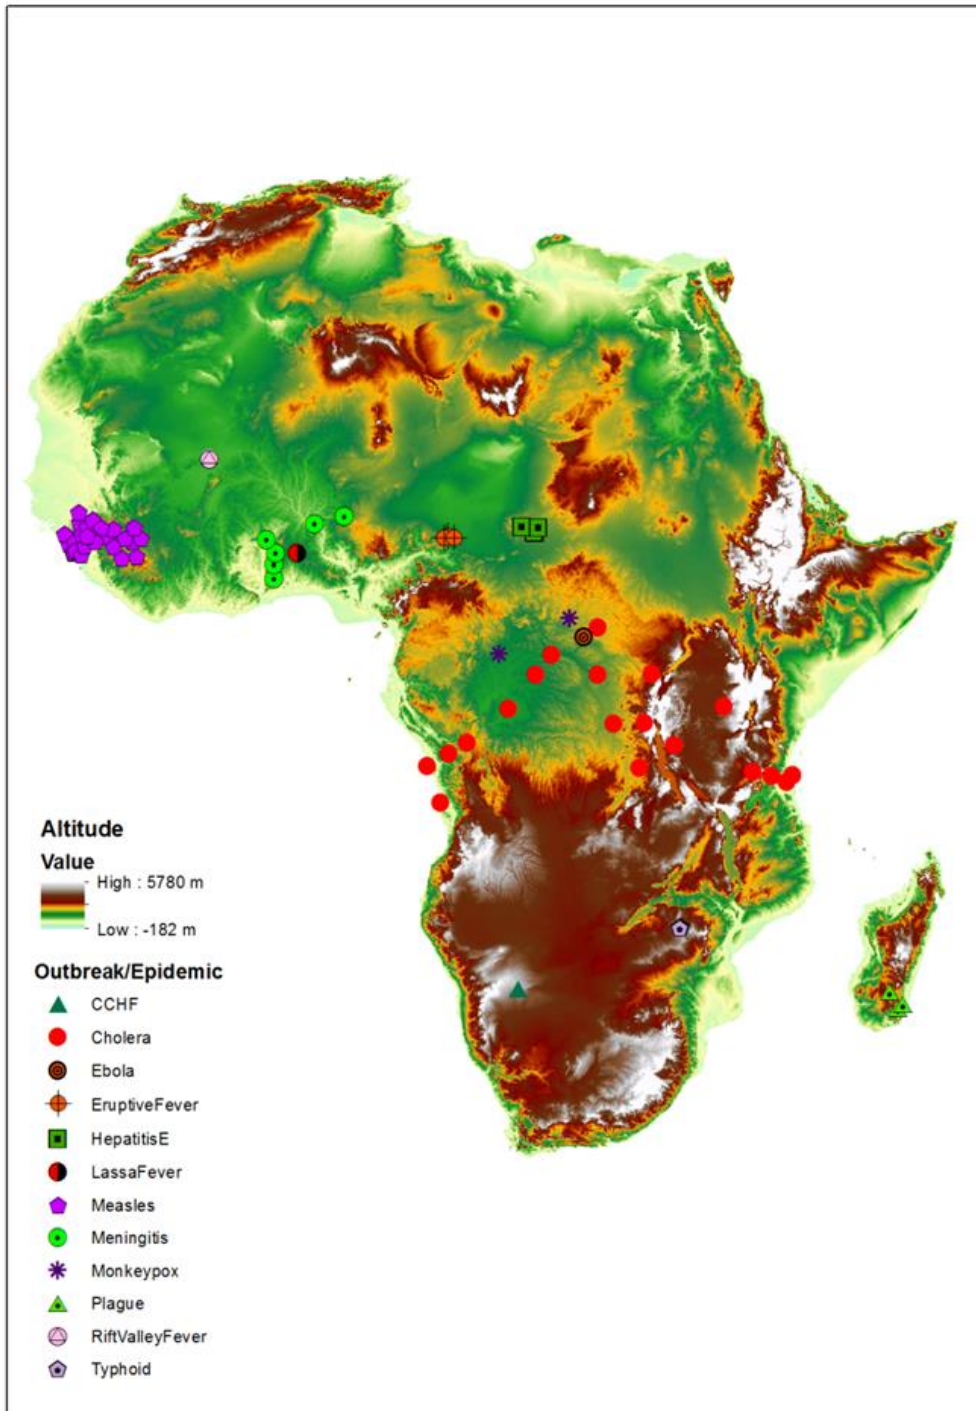 Altitude
Value
High : 5780 m
Low : -182 m
Outbreak/Epidemic
CCHF
Cholera
Ebola
EruptiveFever
HepatitisE
LassaFever
Measles
Meningitis
Monkeypox
Plague
RiftValleyFever
Typhoid